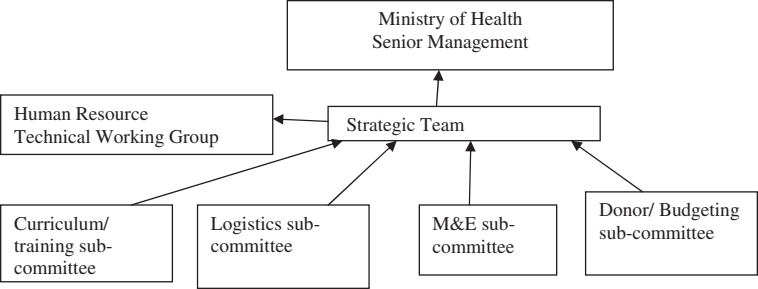 Ministry of Health
Senior Management
Human Resource
Technical Working Group
Strategic Team
Curriculum/
training sub-
committee
Logistics sub-
committee
M&E sub-
committee
Donor/ Budgeting
sub-committee